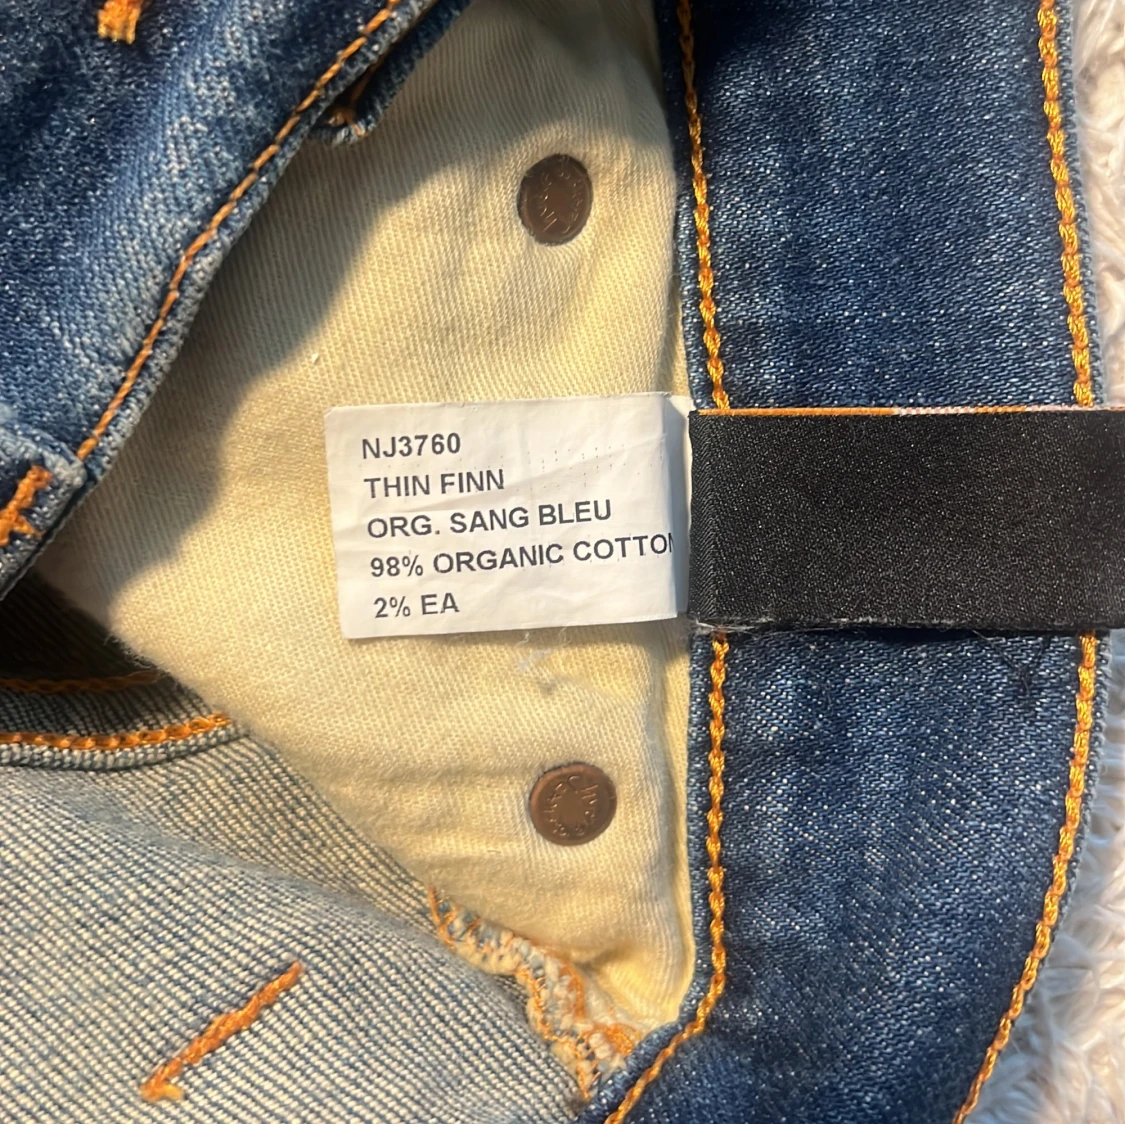 NJ3760
THIN FINN
ORG. SANG BLEU
98% ORGANIC COTTON
2% EA